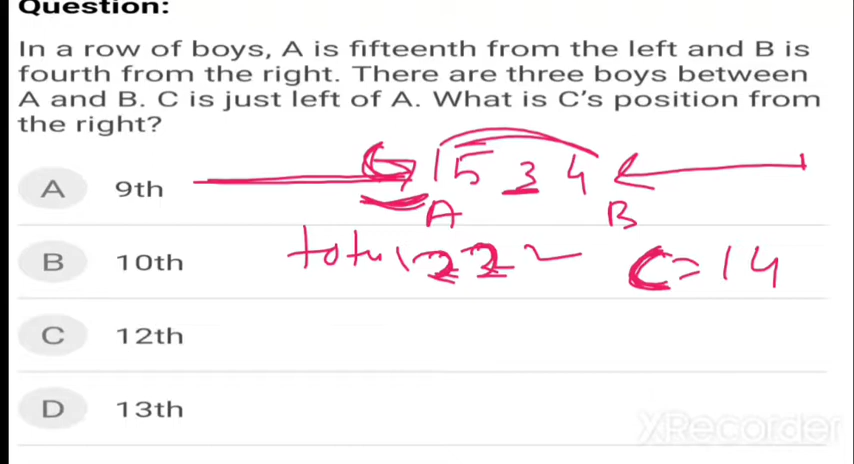 Question:
In a row of boys, A is fifteenth from the left and B is
fourth from the right. There are three boys between
A and B. C is just left of A. What is C's position from
the right?
15 3 4
A 9th
A B
B 10th
total 22
C = 14
C 12th
D 13th
XRecorder